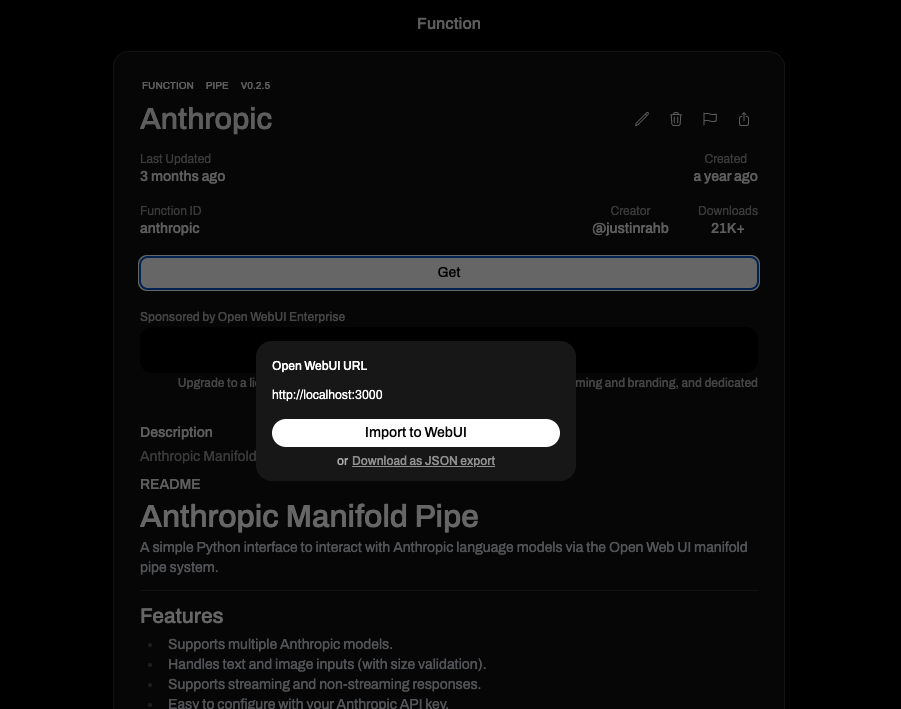 Function
FUNCTION PIPE V0.2.5
Anthropic
Last Updated
3 months ago
Created
a year ago
Function ID
anthropic
Creator
@justinrahb
Downloads
21K+
Get
Sponsored by Open WebUI Enterprise
Upgrade to a li
ming and branding, and dedicated
Open WebUI URL
http://localhost:3000
Import to WebUI
or Download as JSON export
Description
Anthropic Manifold
README
Anthropic Manifold Pipe
A simple Python interface to interact with Anthropic language models via the Open Web UI manifold
pipe system.
Features
• Supports multiple Anthropic models.
• Handles text and image inputs (with size validation).
• Supports streaming and non-streaming responses.
• Easy to configure with your Anthropic API key.